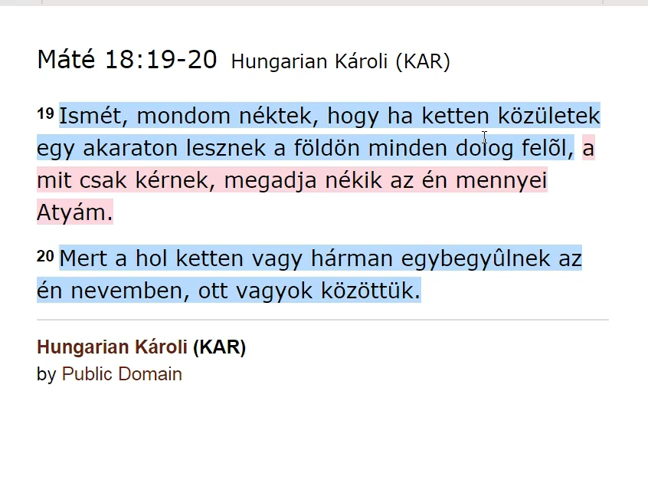 Máté 18:19-20 Hungarian Károli (KAR)
19 Ismét, mondom néktek, hogy ha ketten közületek
egy akaraton lesznek a földön minden dolog felõl, a
mit csak kérnek, megadja nékik az én mennyei
Atyám.
20 Mert a hol ketten vagy hárman egybegyûlnek az
én nevemben, ott vagyok közöttük.
Hungarian Károli (KAR)
by Public Domain